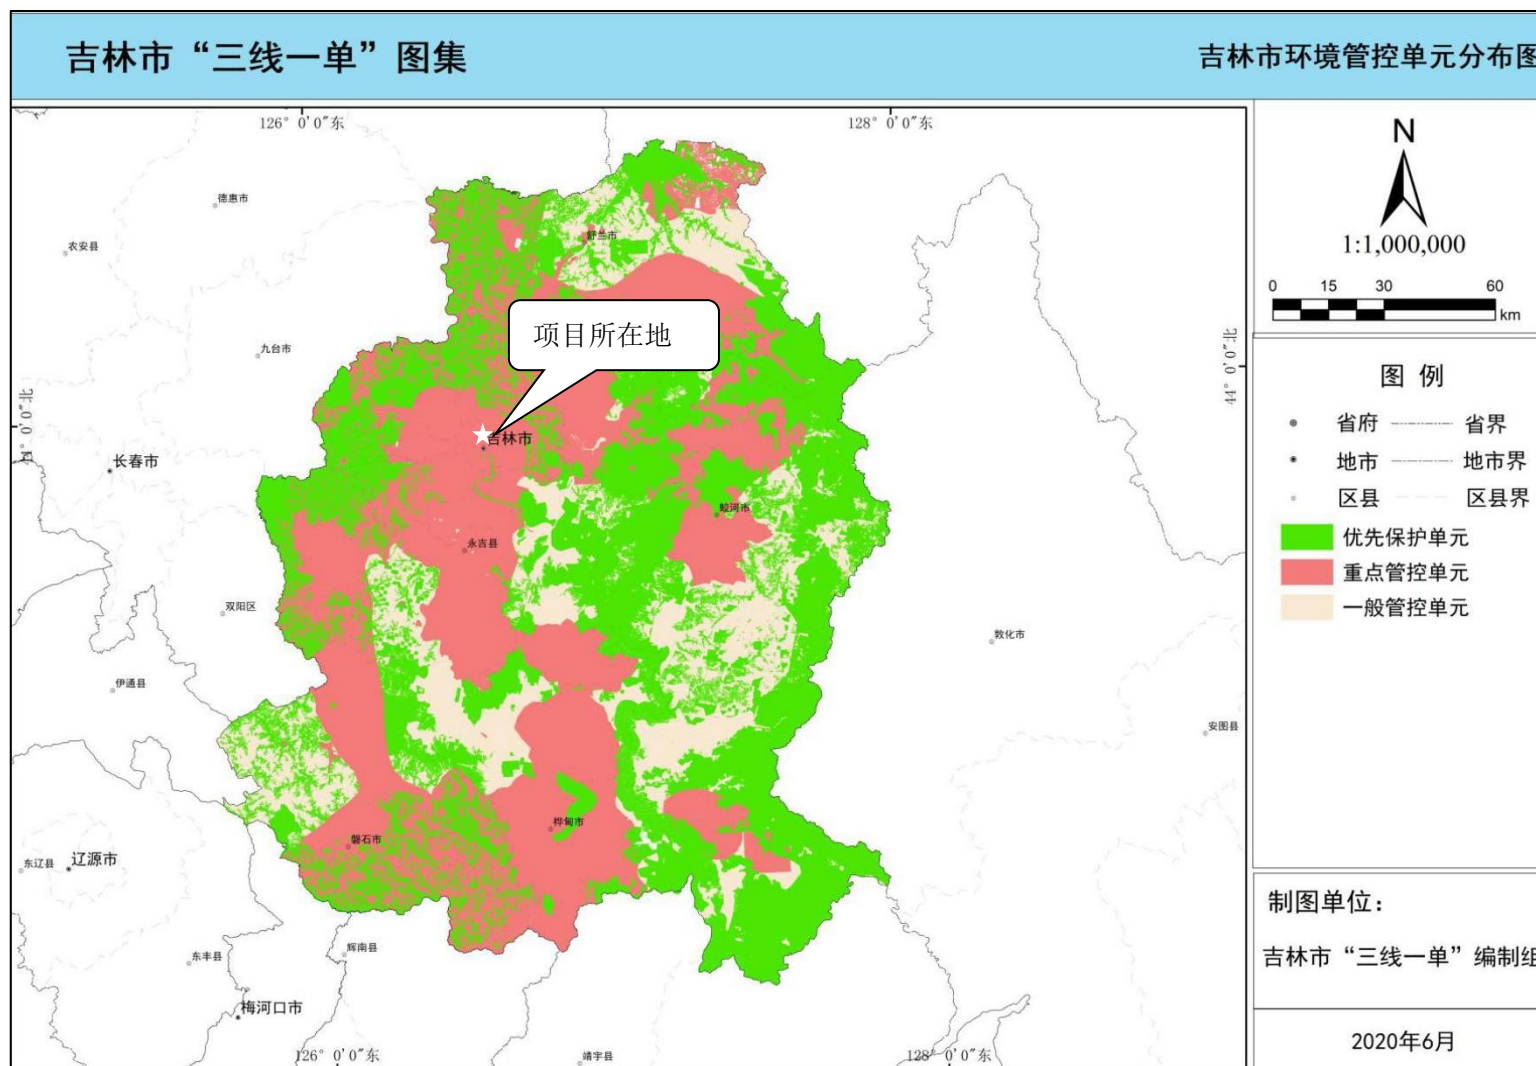 吉林市“三线一单”图集
吉林市环境管控单元分布图
126° 0'0"东
128° 0'0"东
德惠市
农安县
舒兰市
九台市
项目所在地
吉林市
长春市
44° 0'0"北
蛟河市
永吉县
双阳区
敦化市
伊通县
安图县
桦甸市
磐石市
东辽县
辽源市
辉南县
东丰县
梅河口市
靖宇县
126° 0'0"东
128° 0'0"东
N
1:1,000,000
0 15 30 60
km
图 例
省府 省界
地市 地市界
区县 区县界
优先保护单元
重点管控单元
一般管控单元
制图单位：
吉林市“三线一单”编制组
2020年6月